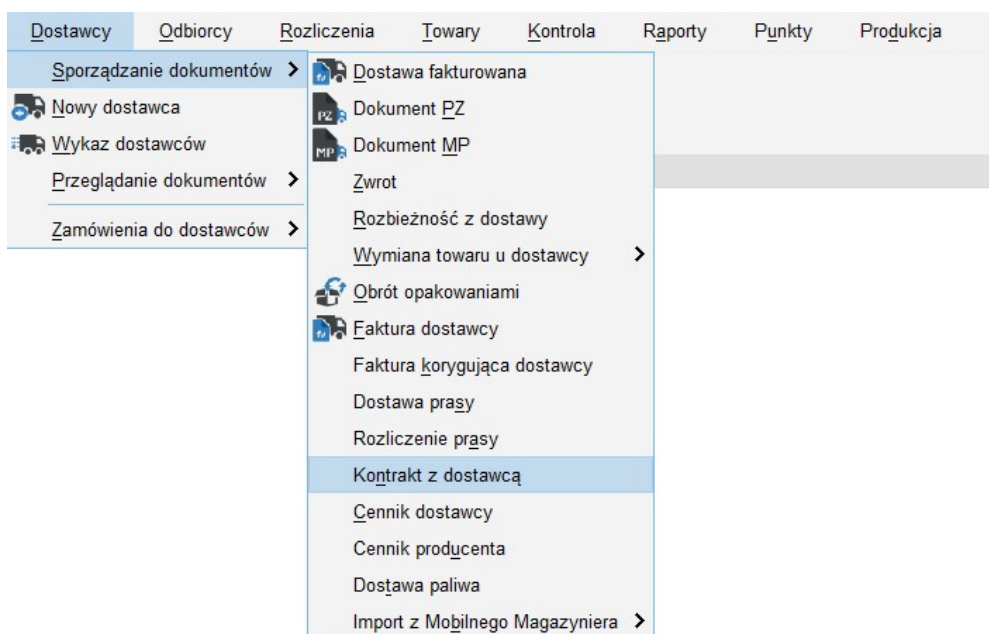 Dostawcy Odbiorcy Rozliczenia Towary Kontrola Raporty Punkty Produkcja
Sporządzanie dokumentów
Nowy dostawca
Wykaz dostawców
Przeglądanie dokumentów
Zamówienia do dostawców
Dostawa fakturowana
PZ Dokument PZ
MP Dokument MP
Zwrot
Rozbieżność z dostawy
Wymiana towaru u dostawcy
Obrót opakowaniami
Faktura dostawcy
Faktura korygująca dostawcy
Dostawa prasy
Rozliczenie prasy
Kontrakt z dostawcą
Cennik dostawcy
Cennik producenta
Dostawa paliwa
Import z Mobilnego Magazyniera